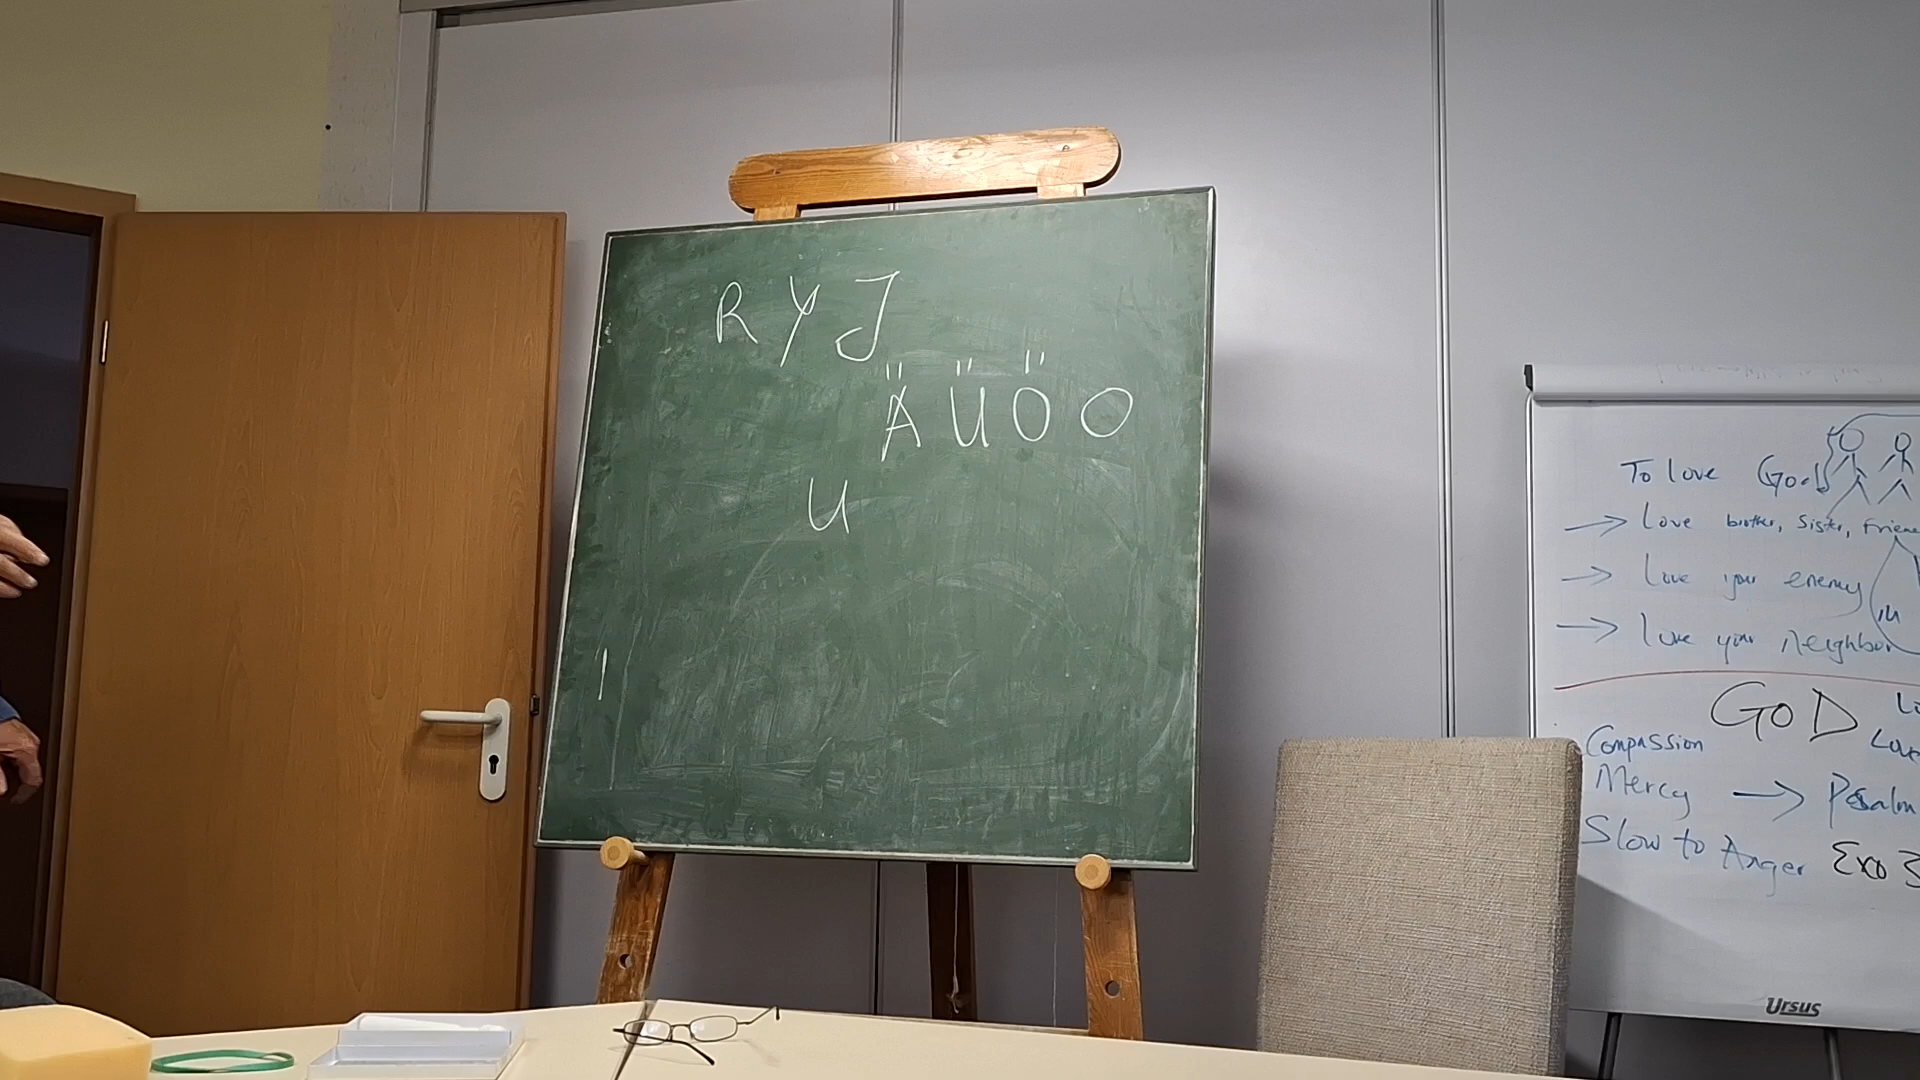 R Y J
Ä Ü Ö O
U
To love God
→ Love brother, Sister, Friend
→ Love your enemy
→ Love your neighbor
GOD
Compassion
Mercy → Psalm
Slow to Anger Exo 3
Ursus